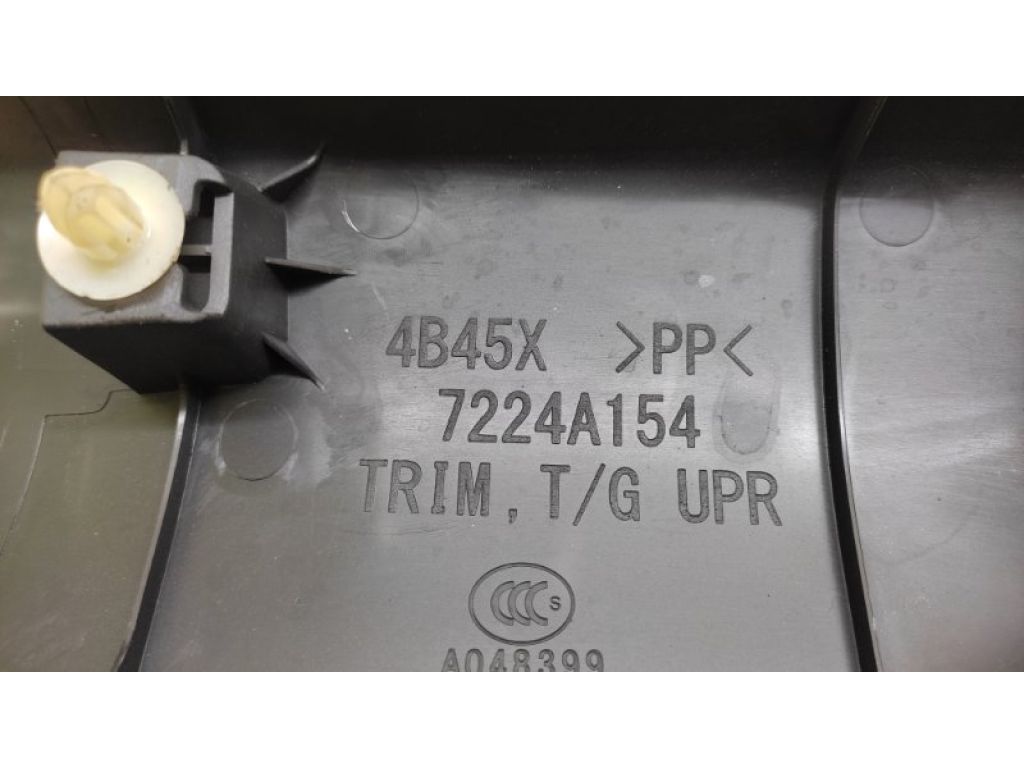 4B45X >PP<
7224A154
TRIM, T/G UPR
CCC S
A048399